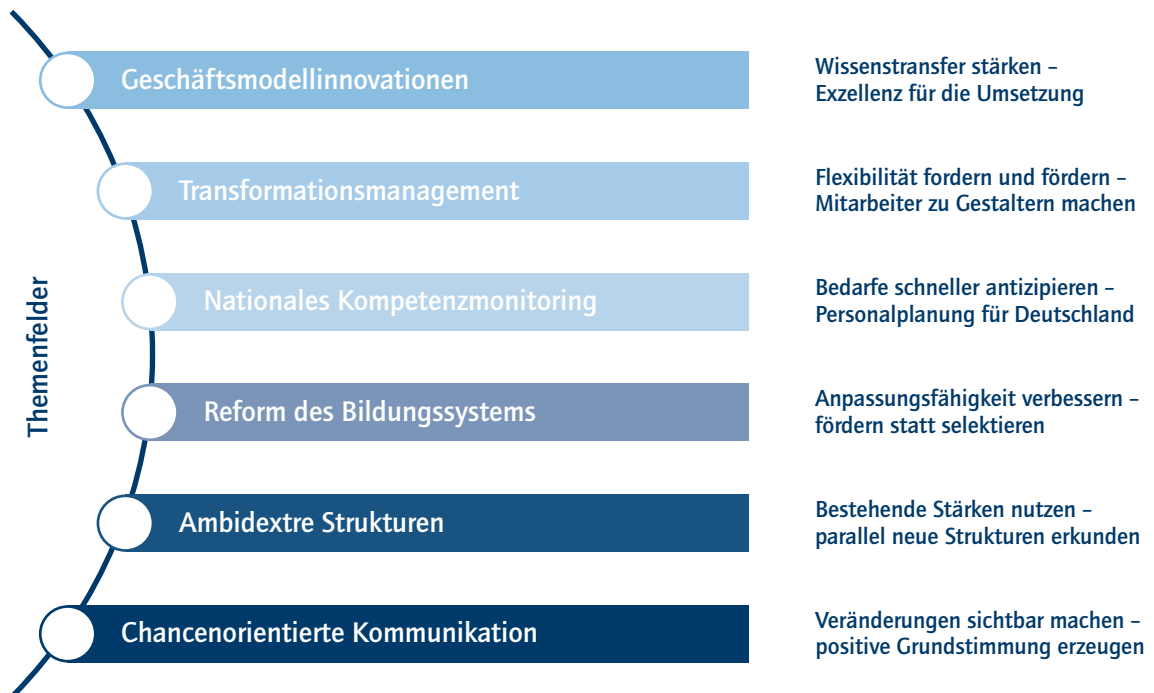 Themenfelder
Geschäftsmodellinnovationen
Wissenstransfer stärken –
Exzellenz für die Umsetzung
Transformationsmanagement
Flexibilität fordern und fördern –
Mitarbeiter zu Gestaltern machen
Nationales Kompetenzmonitoring
Bedarfe schneller antizipieren –
Personalplanung für Deutschland
Reform des Bildungssystems
Anpassungsfähigkeit verbessern –
fördern statt selektieren
Ambidextre Strukturen
Bestehende Stärken nutzen –
parallel neue Strukturen erkunden
Chancenorientierte Kommunikation
Veränderungen sichtbar machen –
positive Grundstimmung erzeugen